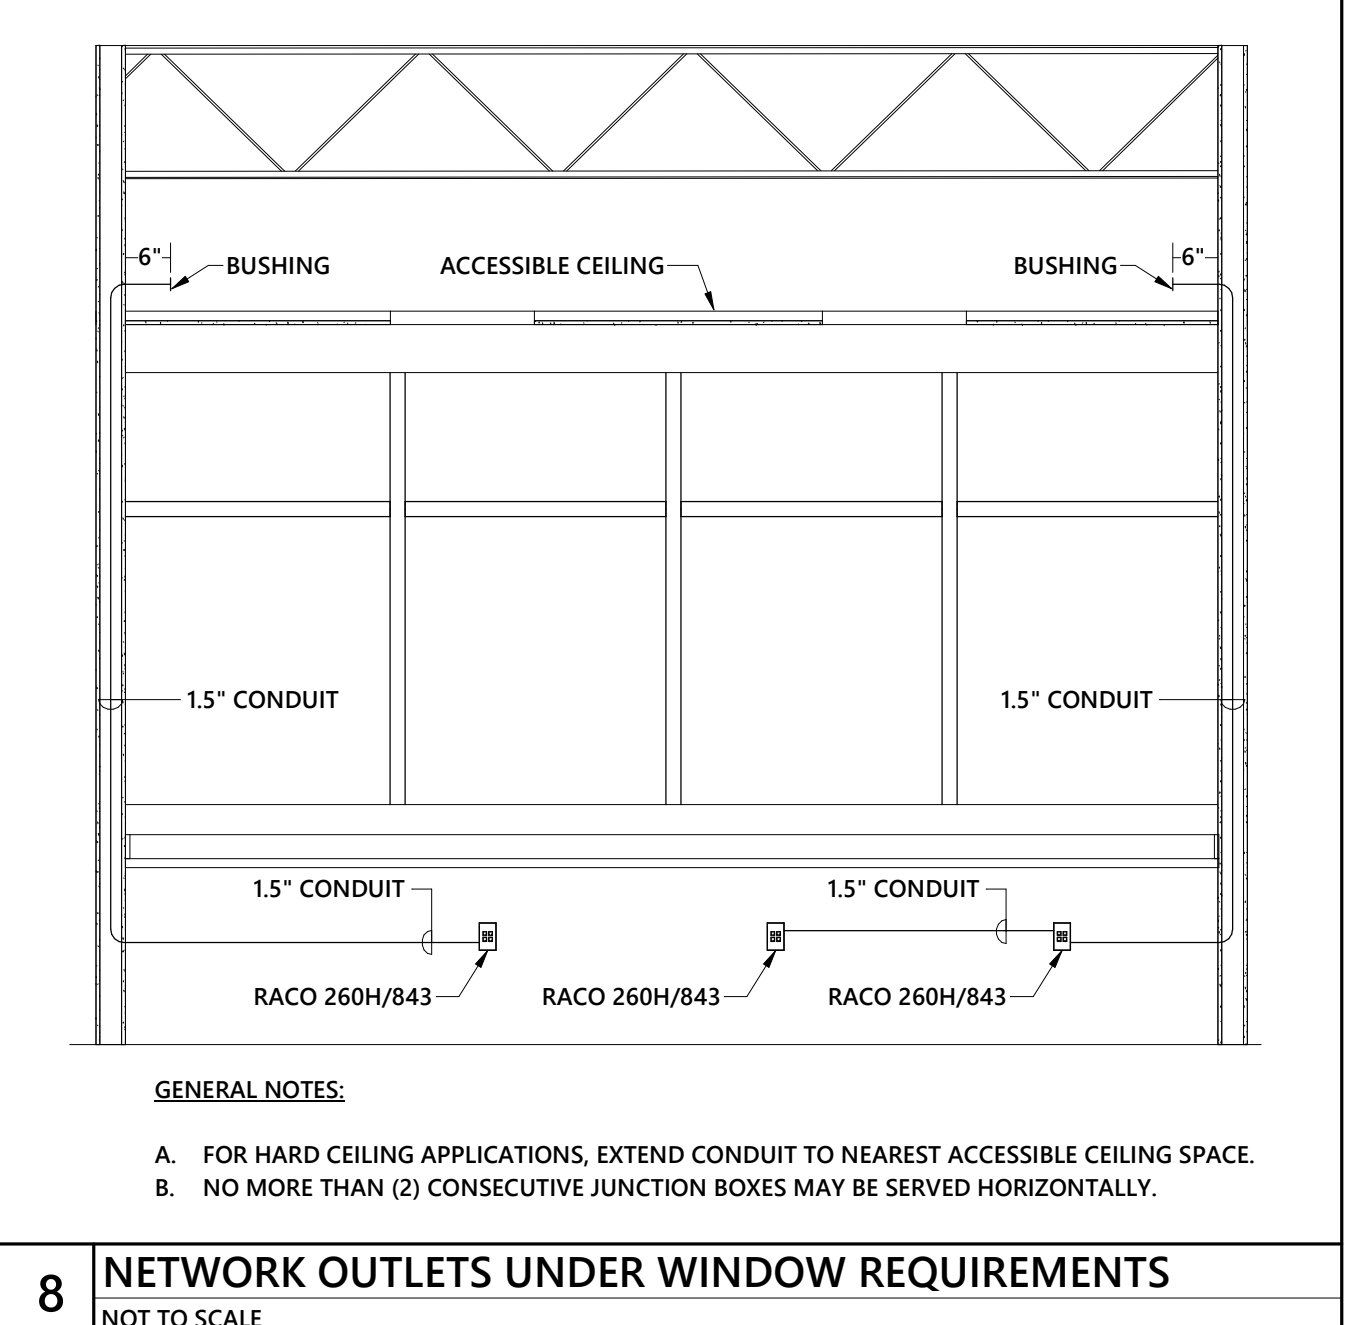 6"
BUSHING
ACCESSIBLE CEILING
BUSHING
6"
1.5" CONDUIT
1.5" CONDUIT
1.5" CONDUIT
1.5" CONDUIT
RACO 260H/843
RACO 260H/843
RACO 260H/843
GENERAL NOTES:
A. FOR HARD CEILING APPLICATIONS, EXTEND CONDUIT TO NEAREST ACCESSIBLE CEILING SPACE.
B. NO MORE THAN (2) CONSECUTIVE JUNCTION BOXES MAY BE SERVED HORIZONTALLY.
8
NETWORK OUTLETS UNDER WINDOW REQUIREMENTS
NOT TO SCALE